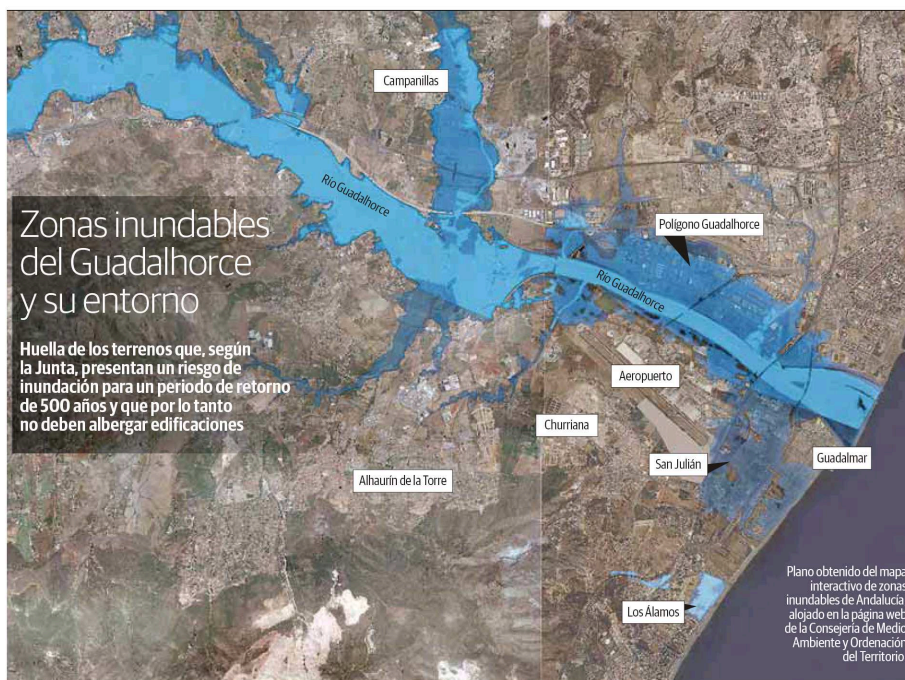 Campanillas
Río Guadalhorce
Polígono Guadalhorce
Río Guadalhorce
Zonas inundables
del Guadalhorce
y su entorno
Huella de los terrenos que, según
la Junta, presentan un riesgo de
inundación para un periodo de retorno
de 500 años y que por lo tanto
no deben albergar edificaciones
Aeropuerto
Churriana
San Julián
Guadalmar
Alhaurín de la Torre
Los Álamos
Plano obtenido del mapa
interactivo de zonas
inundables de Andalucía
alojado en la página web
de la Consejería de Medio
Ambiente y Ordenación
del Territorio